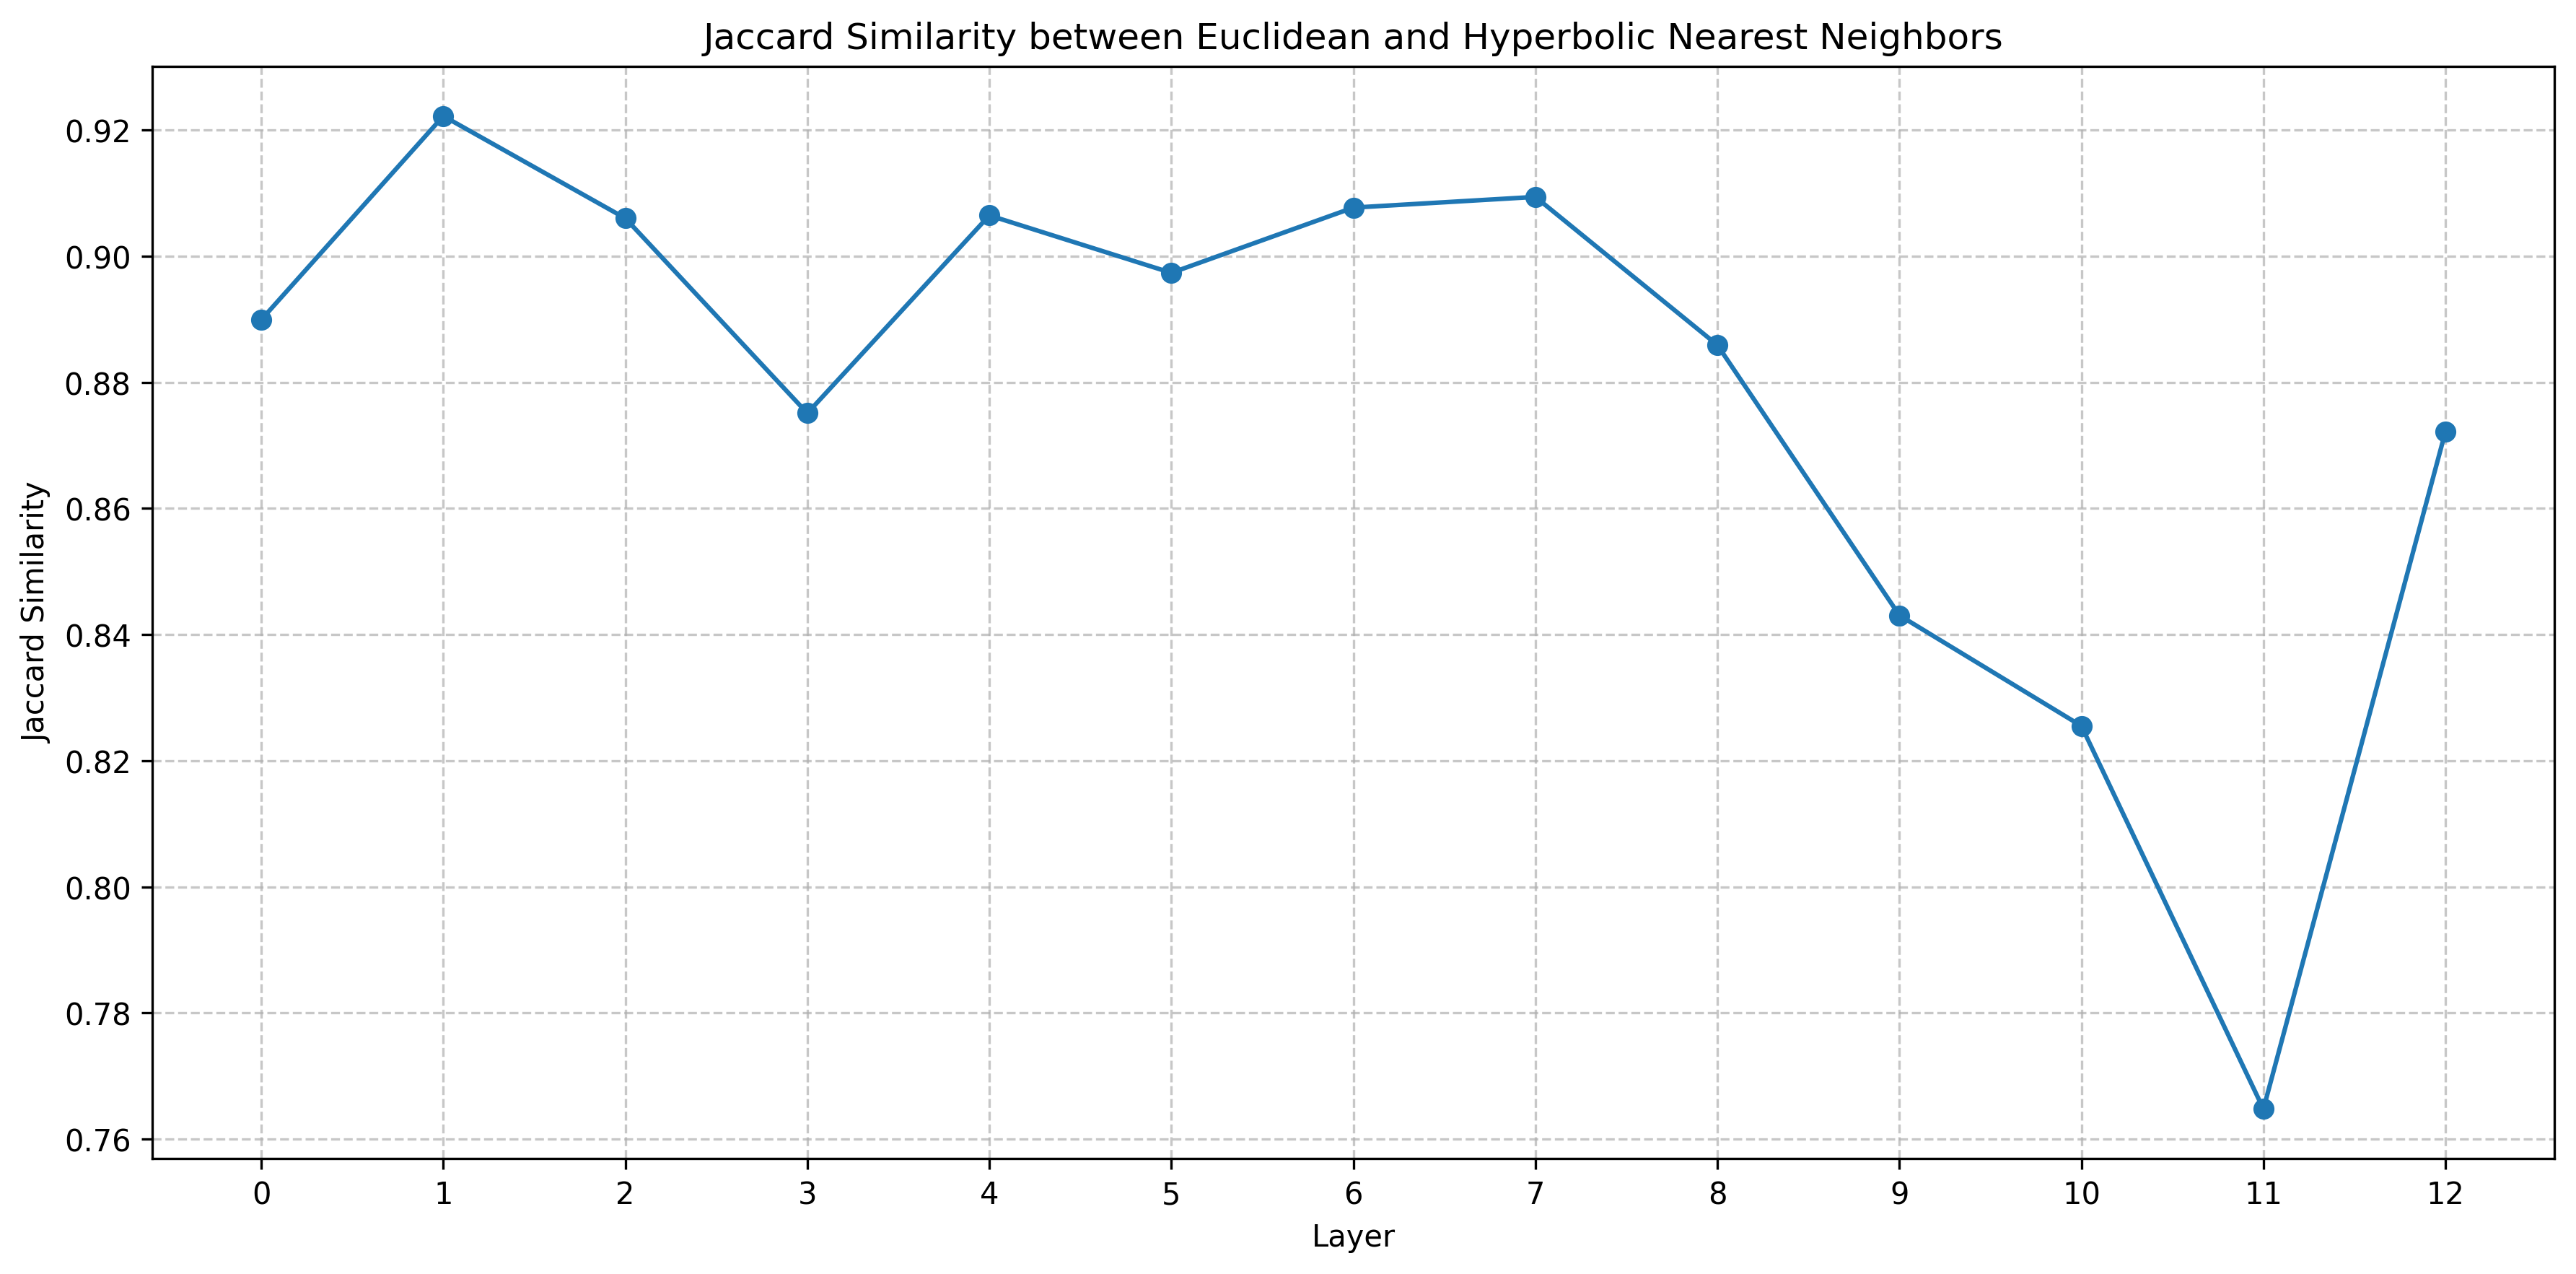 Jaccard Similarity between Euclidean and Hyperbolic Nearest Neighbors
Jaccard Similarity
0.92
0.90
0.88
0.86
0.84
0.82
0.80
0.78
0.76
0 1 2 3 4 5 6 7 8 9 10 11 12
Layer